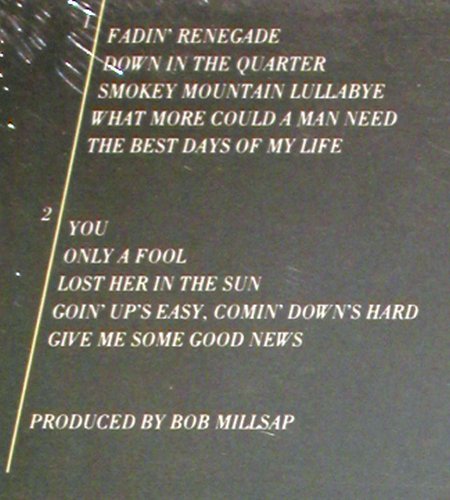 1
FADIN' RENEGADE
DOWN IN THE QUARTER
SMOKEY MOUNTAIN LULLABYE
WHAT MORE COULD A MAN NEED
THE BEST DAYS OF MY LIFE
2
YOU
ONLY A FOOL
LOST HER IN THE SUN
GOIN' UP'S EASY, COMIN' DOWN'S HARD
GIVE ME SOME GOOD NEWS
PRODUCED BY BOB MILLSAP